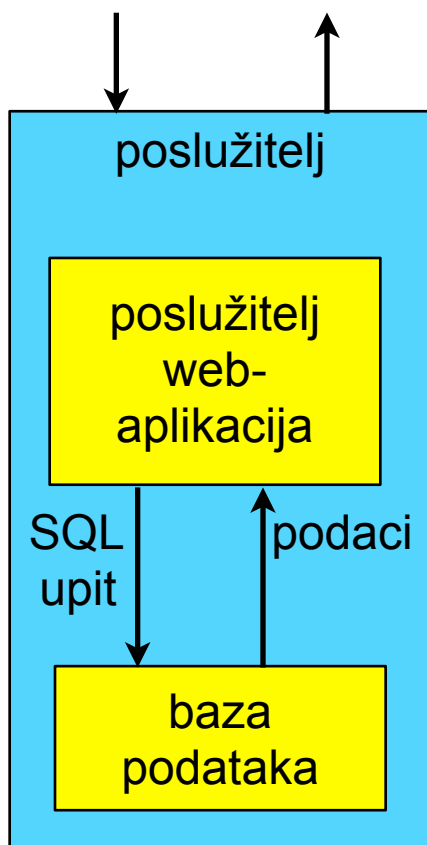 poslužitelj
poslužitelj
web-
aplikacija
SQL
upit
podaci
baza
podataka